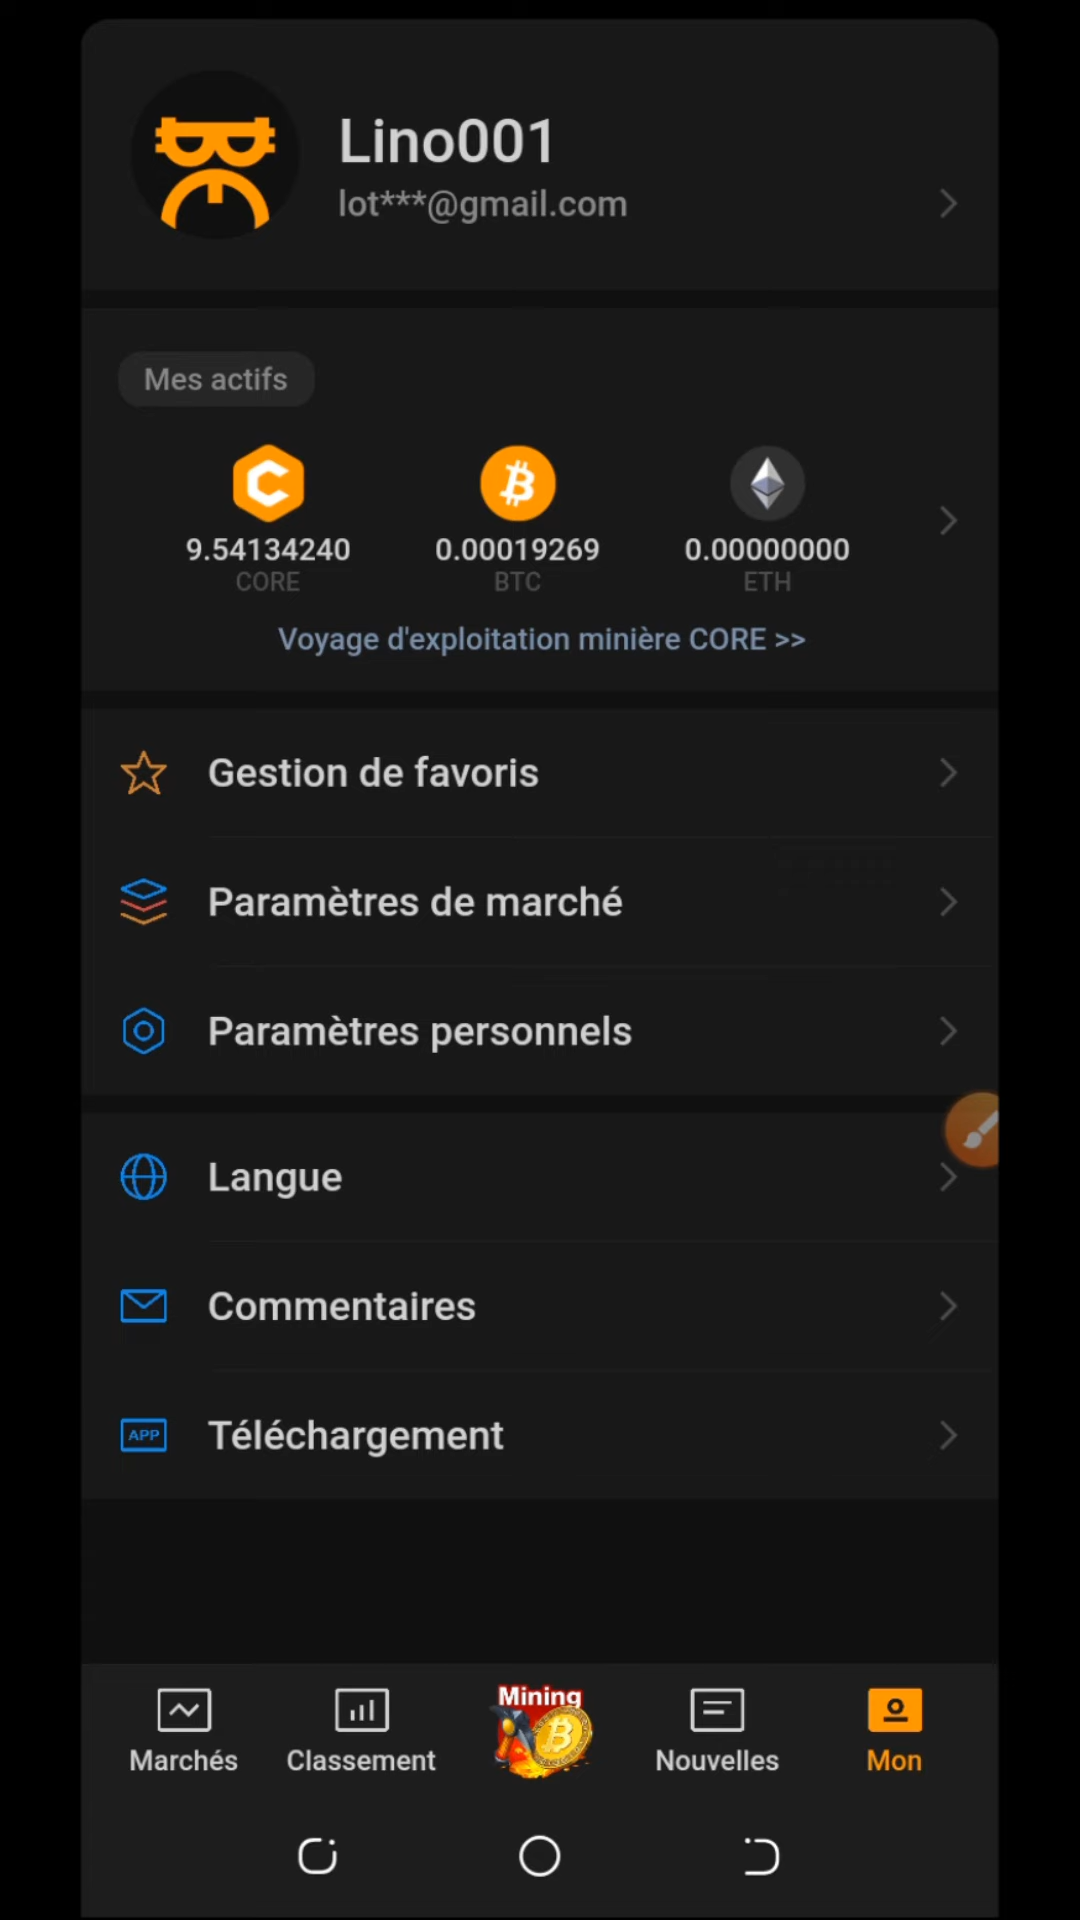 Lino001
lot***@gmail.com
Mes actifs
9.54134240
CORE
0.00019269
BTC
0.00000000
ETH
Voyage d'exploitation minière CORE >>
Gestion de favoris
Paramètres de marché
Paramètres personnels
Langue
Commentaires
APP
Téléchargement
Marchés
Classement
Mining
Nouvelles
Mon